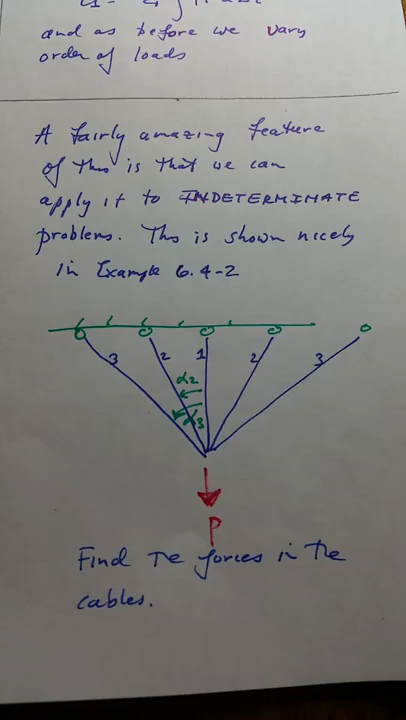 and as before we vary
order of loads
A fairly amazing feature
of this is that we can
apply it to INDETERMINATE
problems. This is shown nicely
in Example 6.4-2
3 2 1 2 3
α2
α3
P
Find the forces in the
cables.